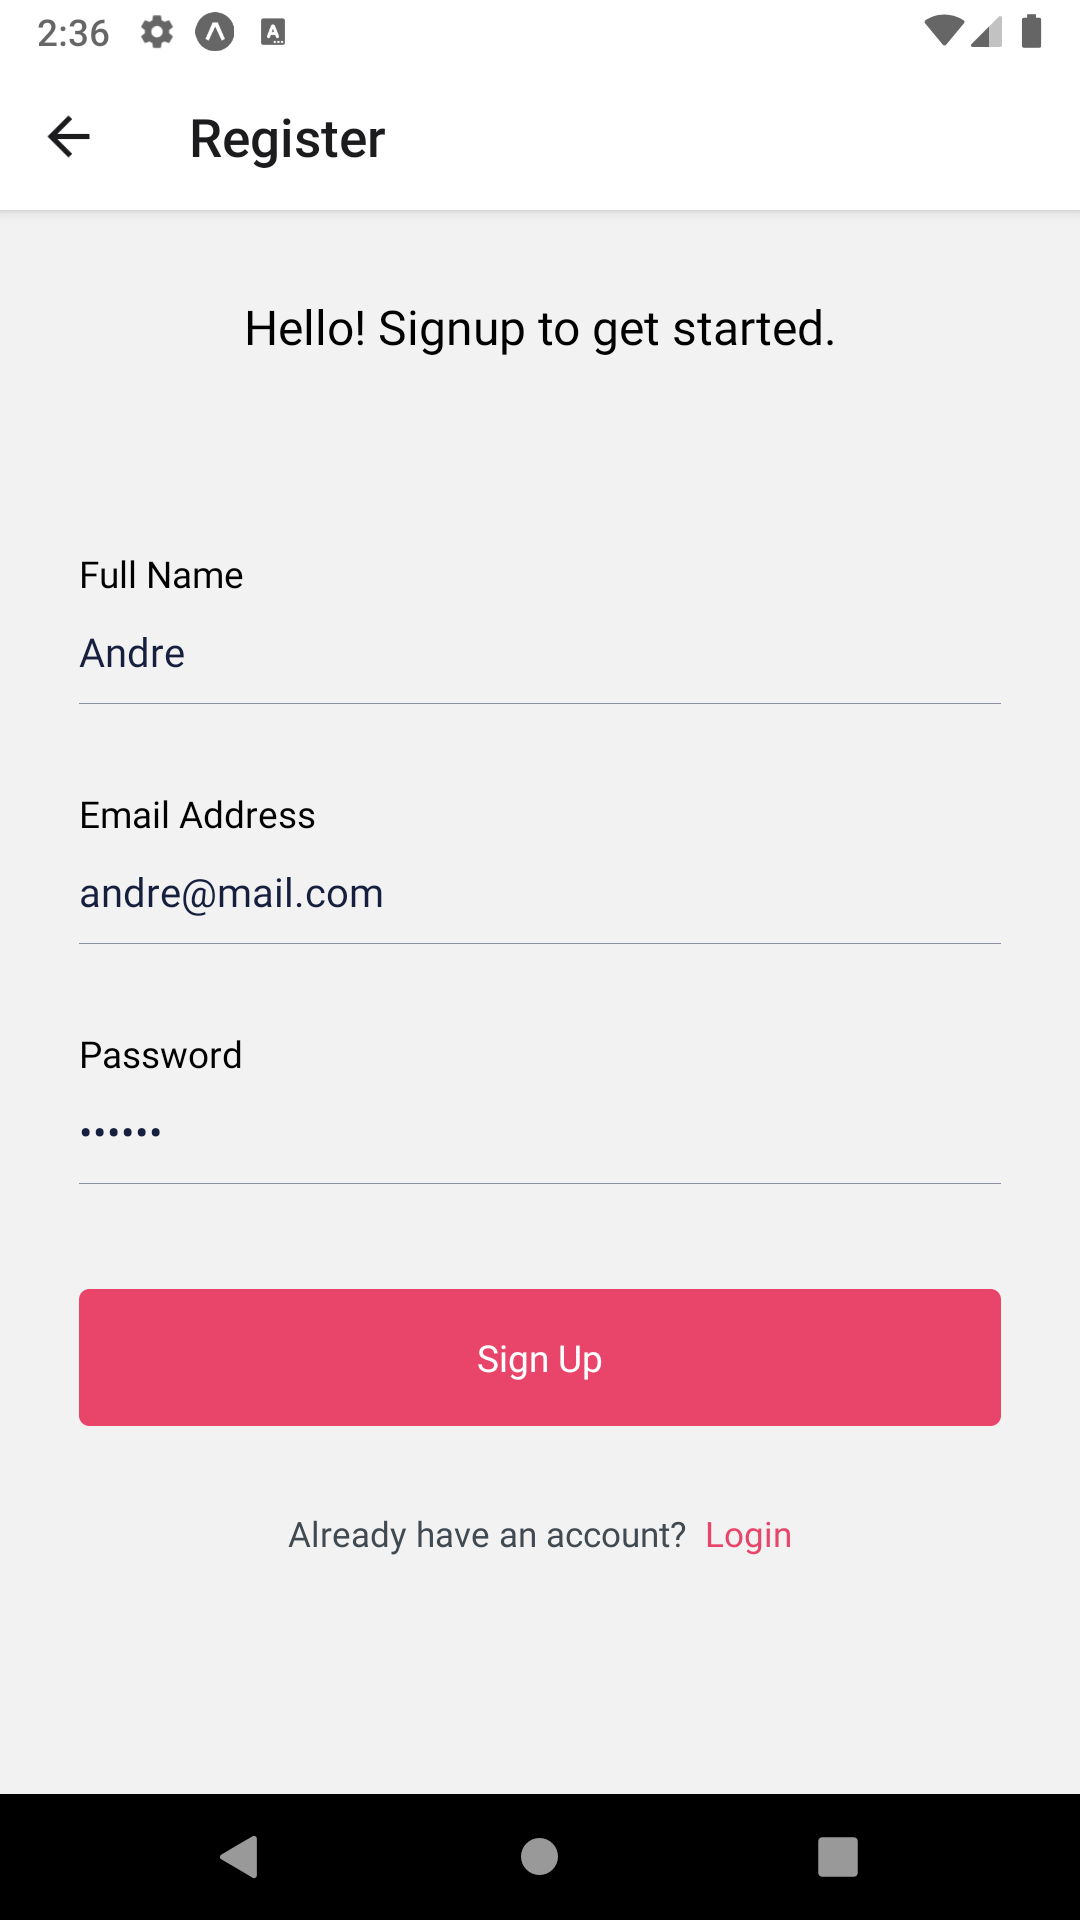 2:36
Register
Hello! Signup to get started.
Full Name
Andre
Email Address
andre@mail.com
Password
••••••
Sign Up
Already have an account? Login